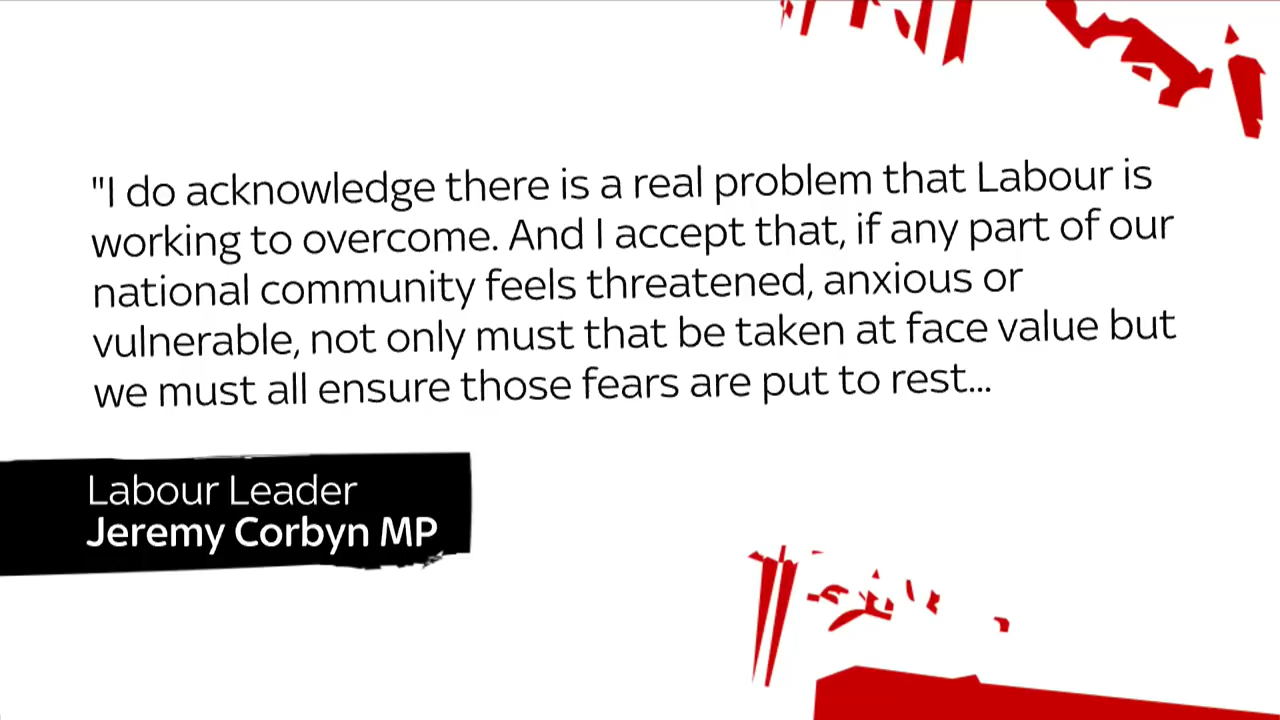 "I do acknowledge there is a real problem that Labour is
working to overcome. And I accept that, if any part of our
national community feels threatened, anxious or
vulnerable, not only must that be taken at face value but
we must all ensure those fears are put to rest...
Labour Leader
Jeremy Corbyn MP